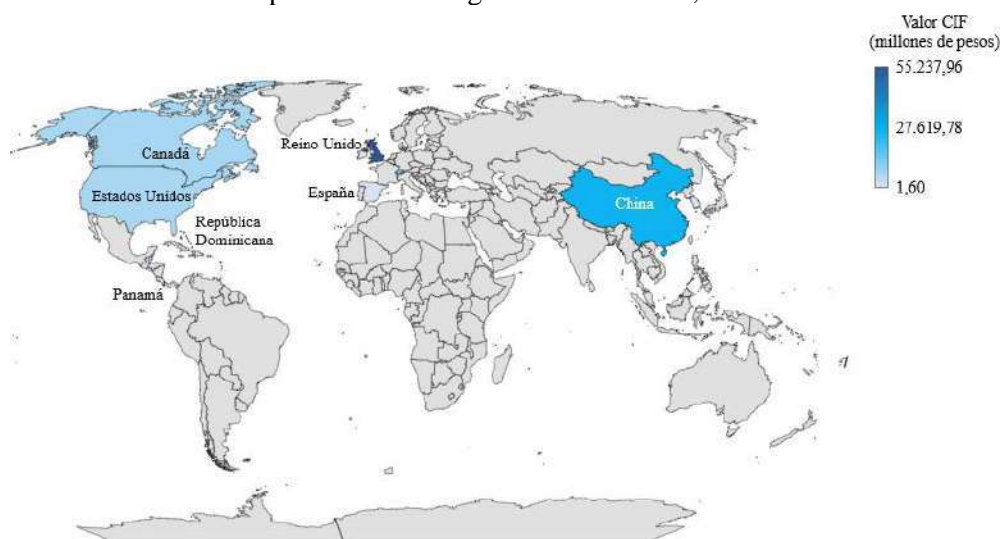 Valor CIF
(millones de pesos)
55.237,96
27.619,78
1,60
Canadá
Reino Unido
Estados Unidos
España
China
República
Dominicana
Panamá